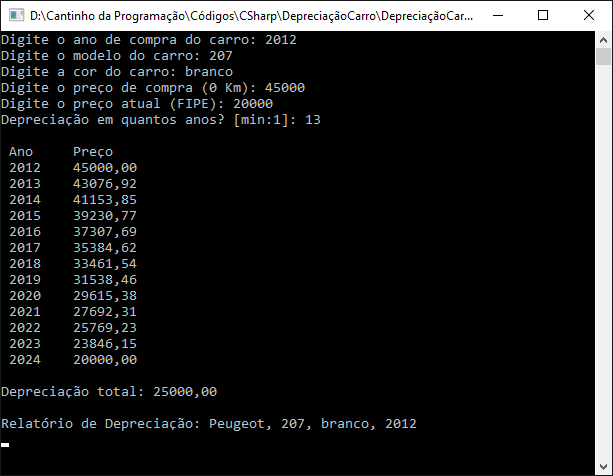 D:\Cantinho da Programação\Códigos\CSharp\DepreciaçãoCarro\DepreciaçãoCar...
Digite o ano de compra do carro: 2012
Digite o modelo do carro: 207
Digite a cor do carro: branco
Digite o preço de compra (0 Km): 45000
Digite o preço atual (FIPE): 20000
Depreciação em quantos anos? [min:1]: 13
Ano Preço
2012 45000,00
2013 43076,92
2014 41153,85
2015 39230,77
2016 37307,69
2017 35384,62
2018 33461,54
2019 31538,46
2020 29615,38
2021 27692,31
2022 25769,23
2023 23846,15
2024 20000,00
Depreciação total: 25000,00
Relatório de Depreciação: Peugeot, 207, branco, 2012